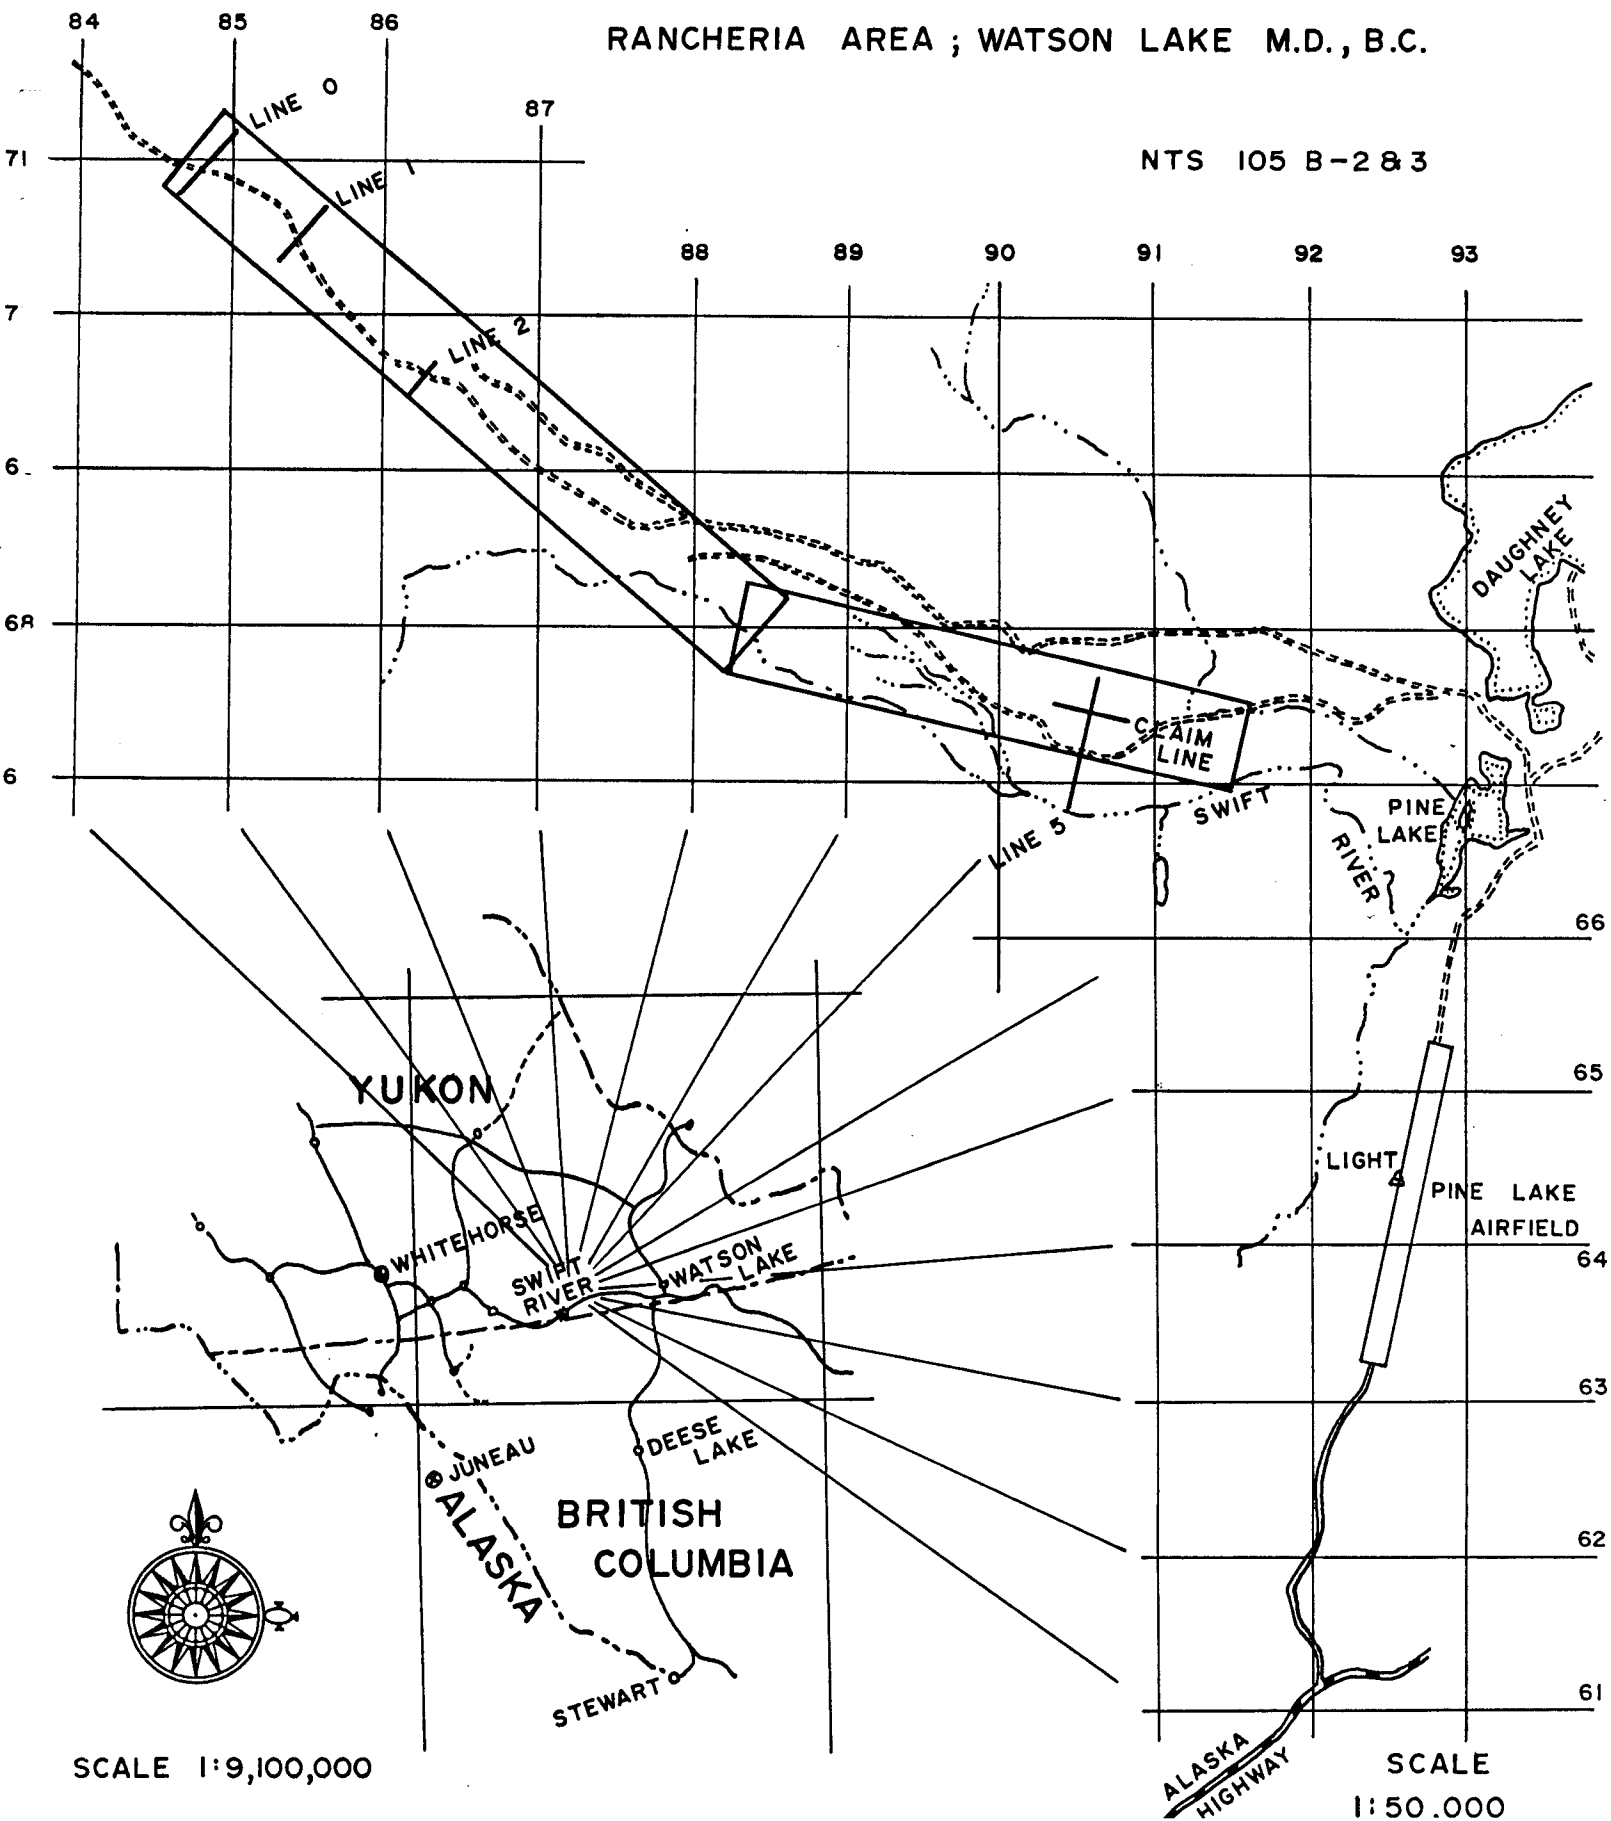 84 85 86
RANCHERIA AREA ; WATSON LAKE M.D., B.C.
LINE 0
87
71
LINE 1
NTS 105 B-2 & 3
88 89 90 91 92 93
7
LINE 2
6
DAUGHNEY
LAKE
68
CLAIM
LINE
6
SWIFT
RIVER
PINE
LAKE
LINE 5
66
65
YUKON
LIGHT
PINE LAKE
AIRFIELD
WHITEHORSE
SWIFT
RIVER
WATSON
LAKE
64
63
DEESE
LAKE
JUNEAU
ALASKA
BRITISH
COLUMBIA
62
STEWART
61
ALASKA
HIGHWAY
SCALE 1:9,100,000
SCALE
1:50.000